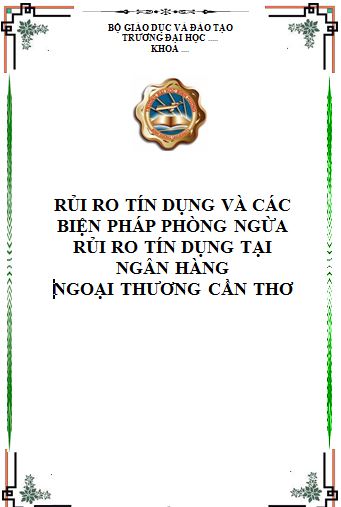 BỘ GIÁO DỤC VÀ ĐÀO TẠO
TRƯỜNG ĐẠI HỌC .....
KHOA ....
RỦI RO TÍN DỤNG VÀ CÁC
BIỆN PHÁP PHÒNG NGỪA
RỦI RO TÍN DỤNG TẠI
NGÂN HÀNG
NGOẠI THƯƠNG CẦN THƠ